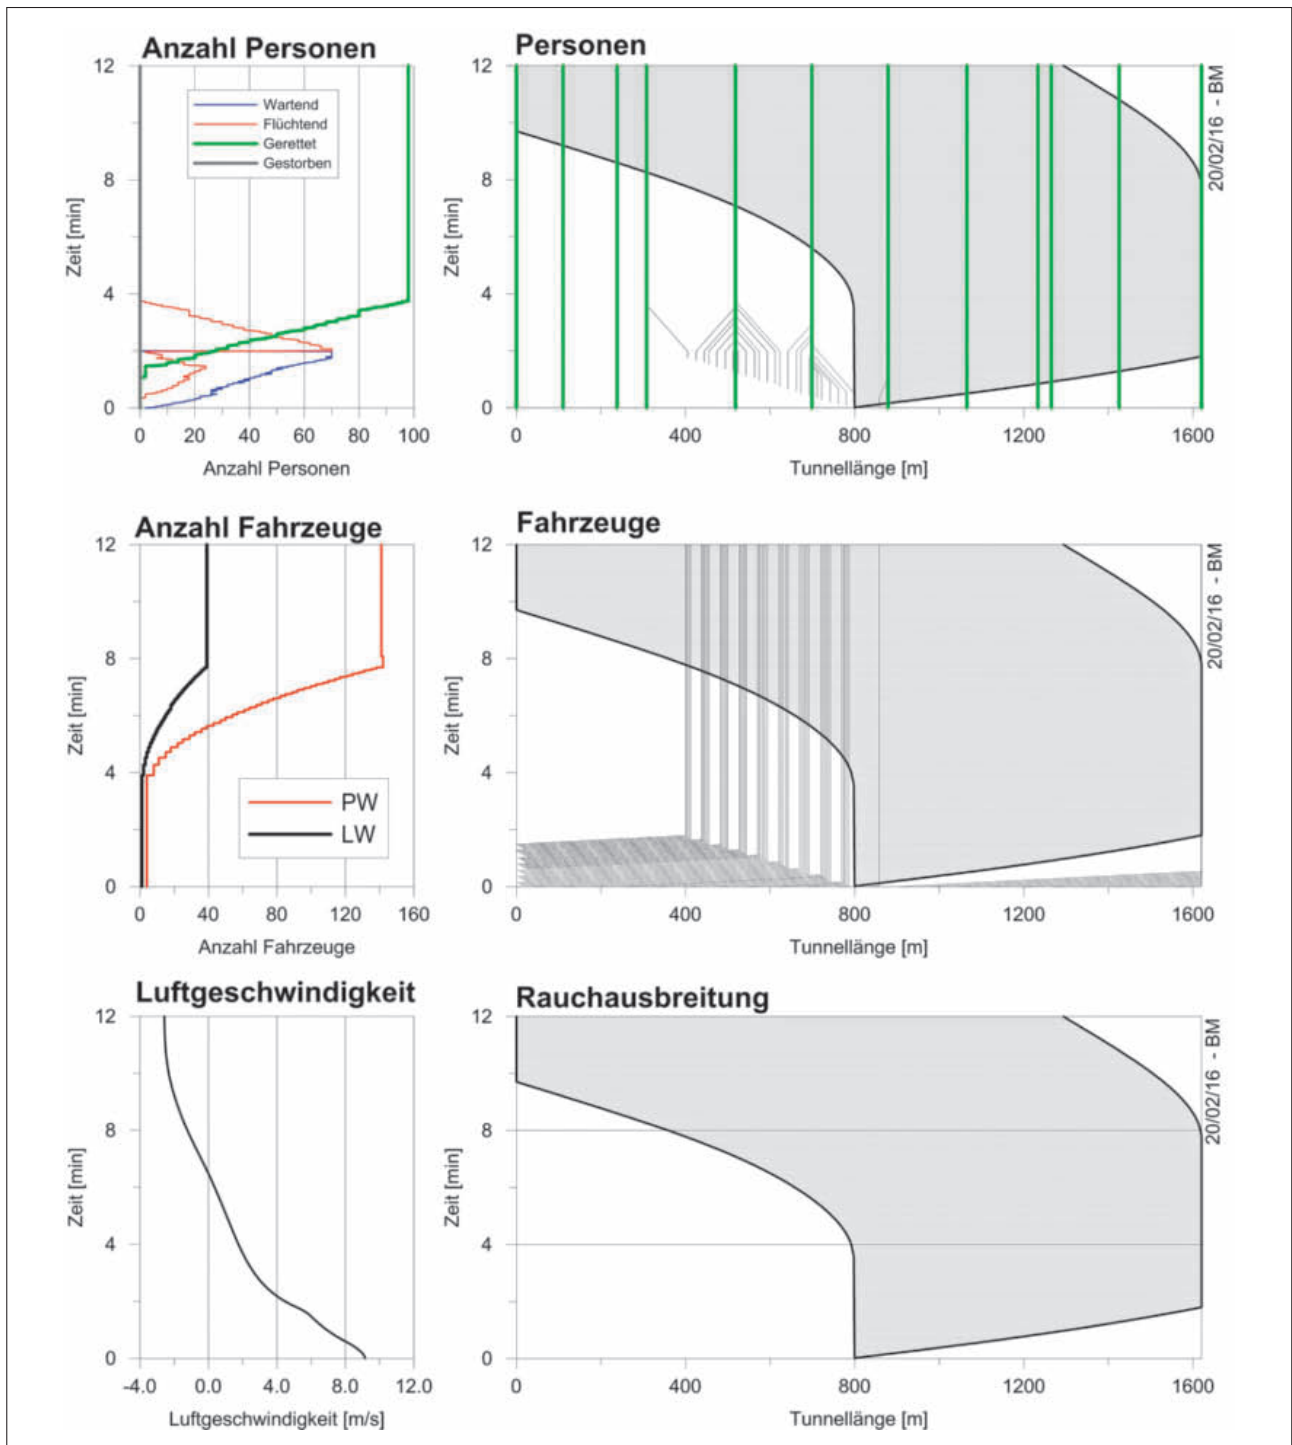 Anzahl Personen
Personen
12
8
4
0
Zeit [min]
Wartend
Flüchtend
Gerettet
Gestorben
0 20 40 60 80 100
Anzahl Personen
12
8
4
0
Zeit [min]
0 400 800 1200 1600
Tunnellänge [m]
20/02/16 - BM
Anzahl Fahrzeuge
Fahrzeuge
12
8
4
0
Zeit [min]
PW
LW
0 40 80 120 160
Anzahl Fahrzeuge
12
8
4
0
Zeit [min]
0 400 800 1200 1600
Tunnellänge [m]
20/02/16 - BM
Luftgeschwindigkeit
Rauchausbreitung
12
8
4
0
Zeit [min]
-4.0 0.0 4.0 8.0 12.0
Luftgeschwindigkeit [m/s]
12
8
4
0
Zeit [min]
0 400 800 1200 1600
Tunnellänge [m]
20/02/16 - BM